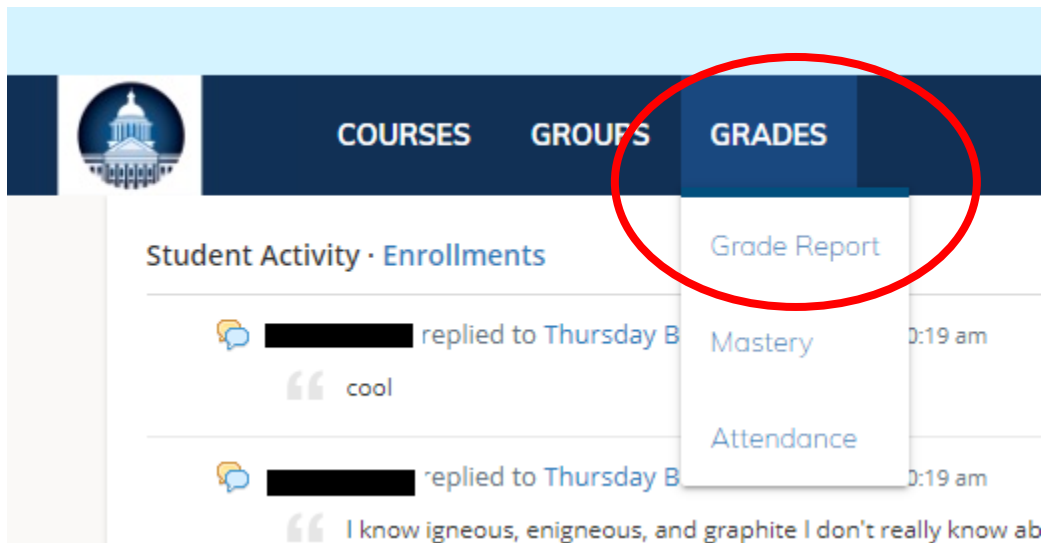 COURSES GROUPS GRADES
Student Activity · Enrollments
Grade Report
replied to Thursday B
Mastery
0:19 am
cool
Attendance
replied to Thursday B
0:19 am
I know igneous, enigneous, and graphite I don't really know ab